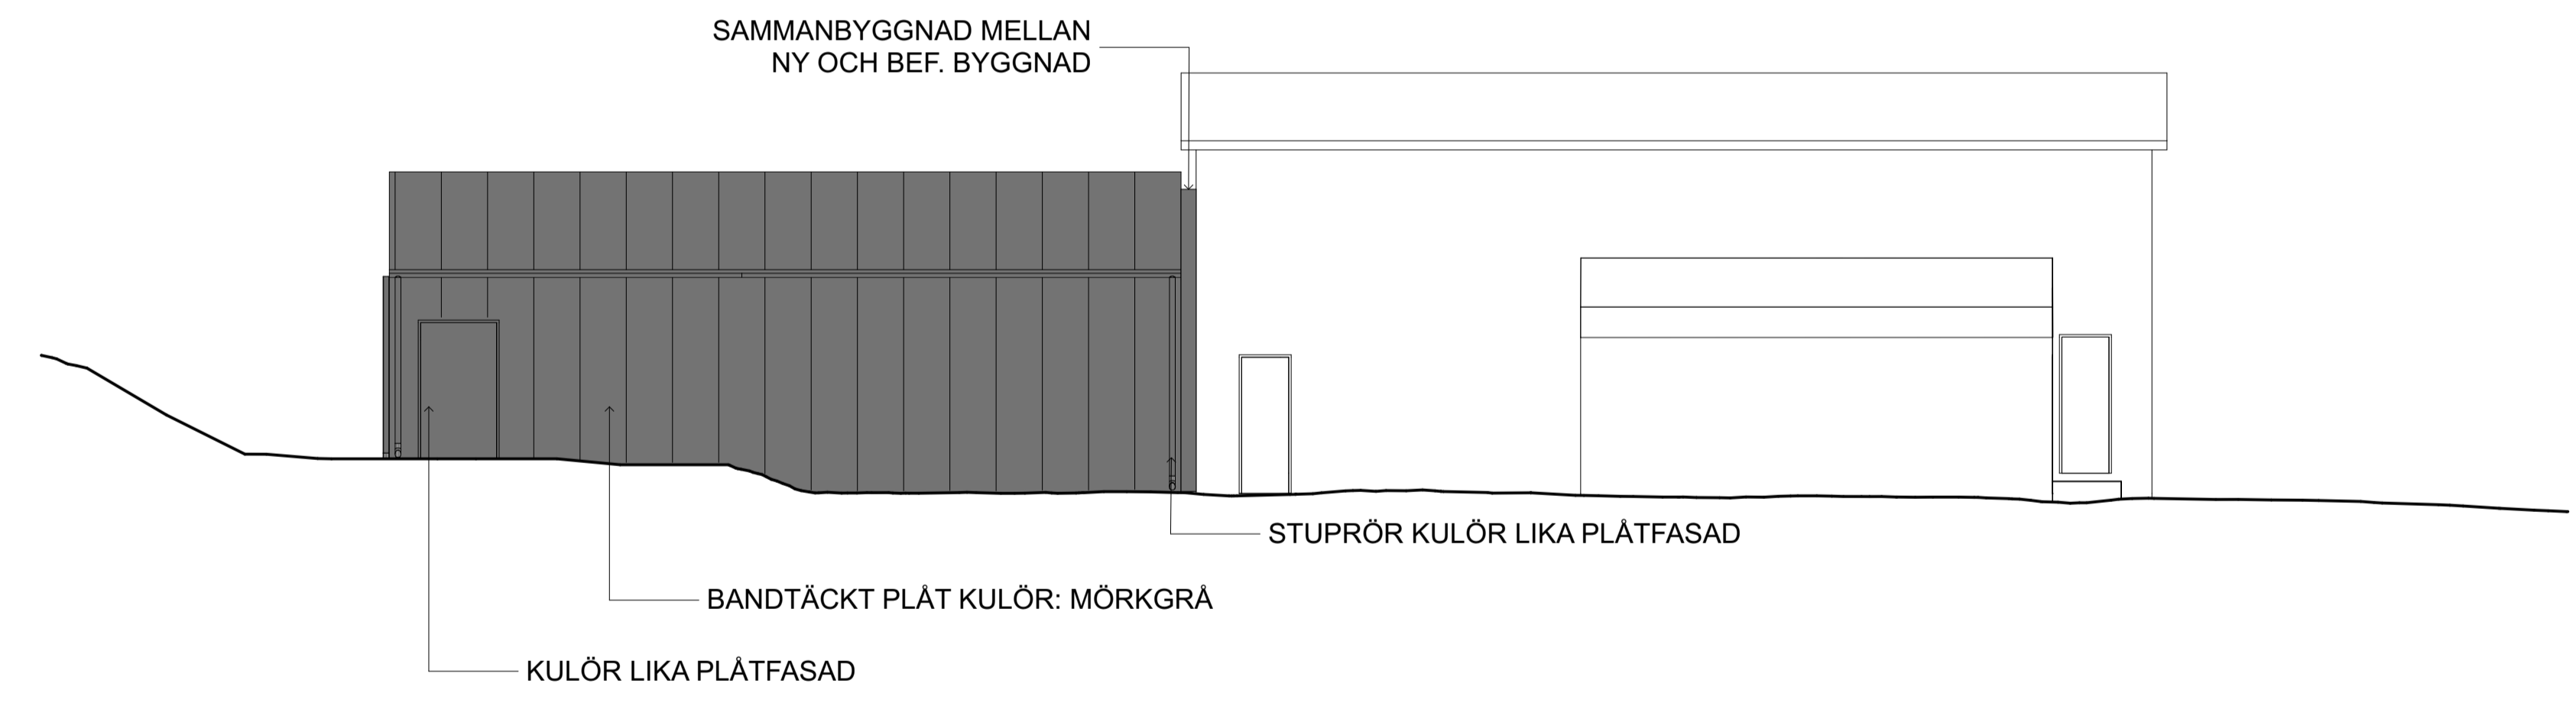 SAMMANBYGGNAD MELLAN
NY OCH BEF. BYGGNAD
STUPRÖR KULÖR LIKA PLÅTFASAD
BANDTÄCKT PLÅT KULÖR: MÖRKGRÅ
KULÖR LIKA PLÅTFASAD